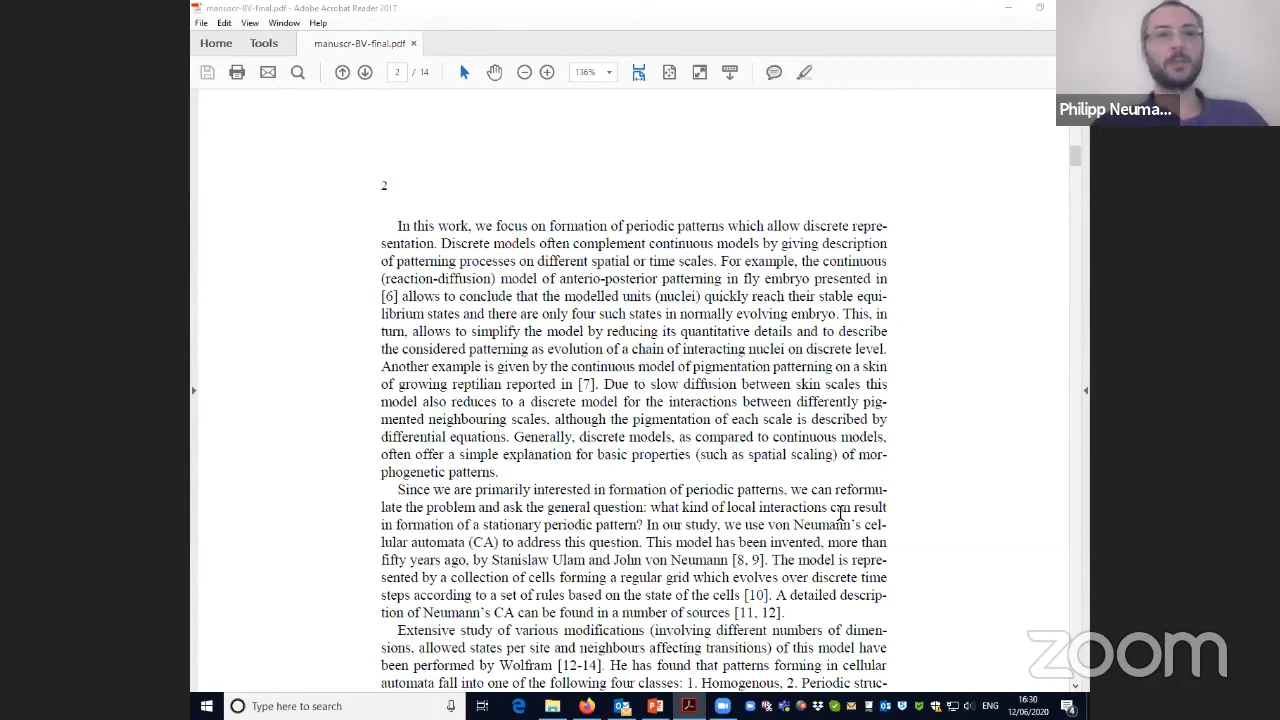 manuscr-BV-final.pdf - Adobe Acrobat Reader 2017
File Edit View Window Help
Home Tools manuscr-BV-final.pdf ×
2 / 14 136%
Philipp Neuma...
2
In this work, we focus on formation of periodic patterns which allow discrete repre-
sentation. Discrete models often complement continuous models by giving description
of patterning processes on different spatial or time scales. For example, the continuous
(reaction-diffusion) model of anterio-posterior patterning in fly embryo presented in
[6] allows to conclude that the modelled units (nuclei) quickly reach their stable equi-
librium states and there are only four such states in normally evolving embryo. This, in
turn, allows to simplify the model by reducing its quantitative details and to describe
the considered patterning as evolution of a chain of interacting nuclei on discrete level.
Another example is given by the continuous model of pigmentation patterning on a skin
of growing reptilian reported in [7]. Due to slow diffusion between skin scales this
model also reduces to a discrete model for the interactions between differently pig-
mented neighbouring scales, although the pigmentation of each scale is described by
differential equations. Generally, discrete models, as compared to continuous models,
often offer a simple explanation for basic properties (such as spatial scaling) of mor-
phogenetic patterns.
Since we are primarily interested in formation of periodic patterns, we can reformu-
late the problem and ask the general question: what kind of local interactions can result
in formation of a stationary periodic pattern? In our study, we use von Neumann's cel-
lular automata (CA) to address this question. This model has been invented, more than
fifty years ago, by Stanislaw Ulam and John von Neumann [8, 9]. The model is repre-
sented by a collection of cells forming a regular grid which evolves over discrete time
steps according to a set of rules based on the state of the cells [10]. A detailed descrip-
tion of Neumann's CA can be found in a number of sources [11, 12].
Extensive study of various modifications (involving different numbers of dimen-
sions, allowed states per site and neighbours affecting transitions) of this model have
been performed by Wolfram [12-14]. He has found that patterns forming in cellular
automata fall into one of the following four classes: 1. Homogenous, 2. Periodic struc-
zoom
Type here to search
ENG
16:30
12/06/2020
4